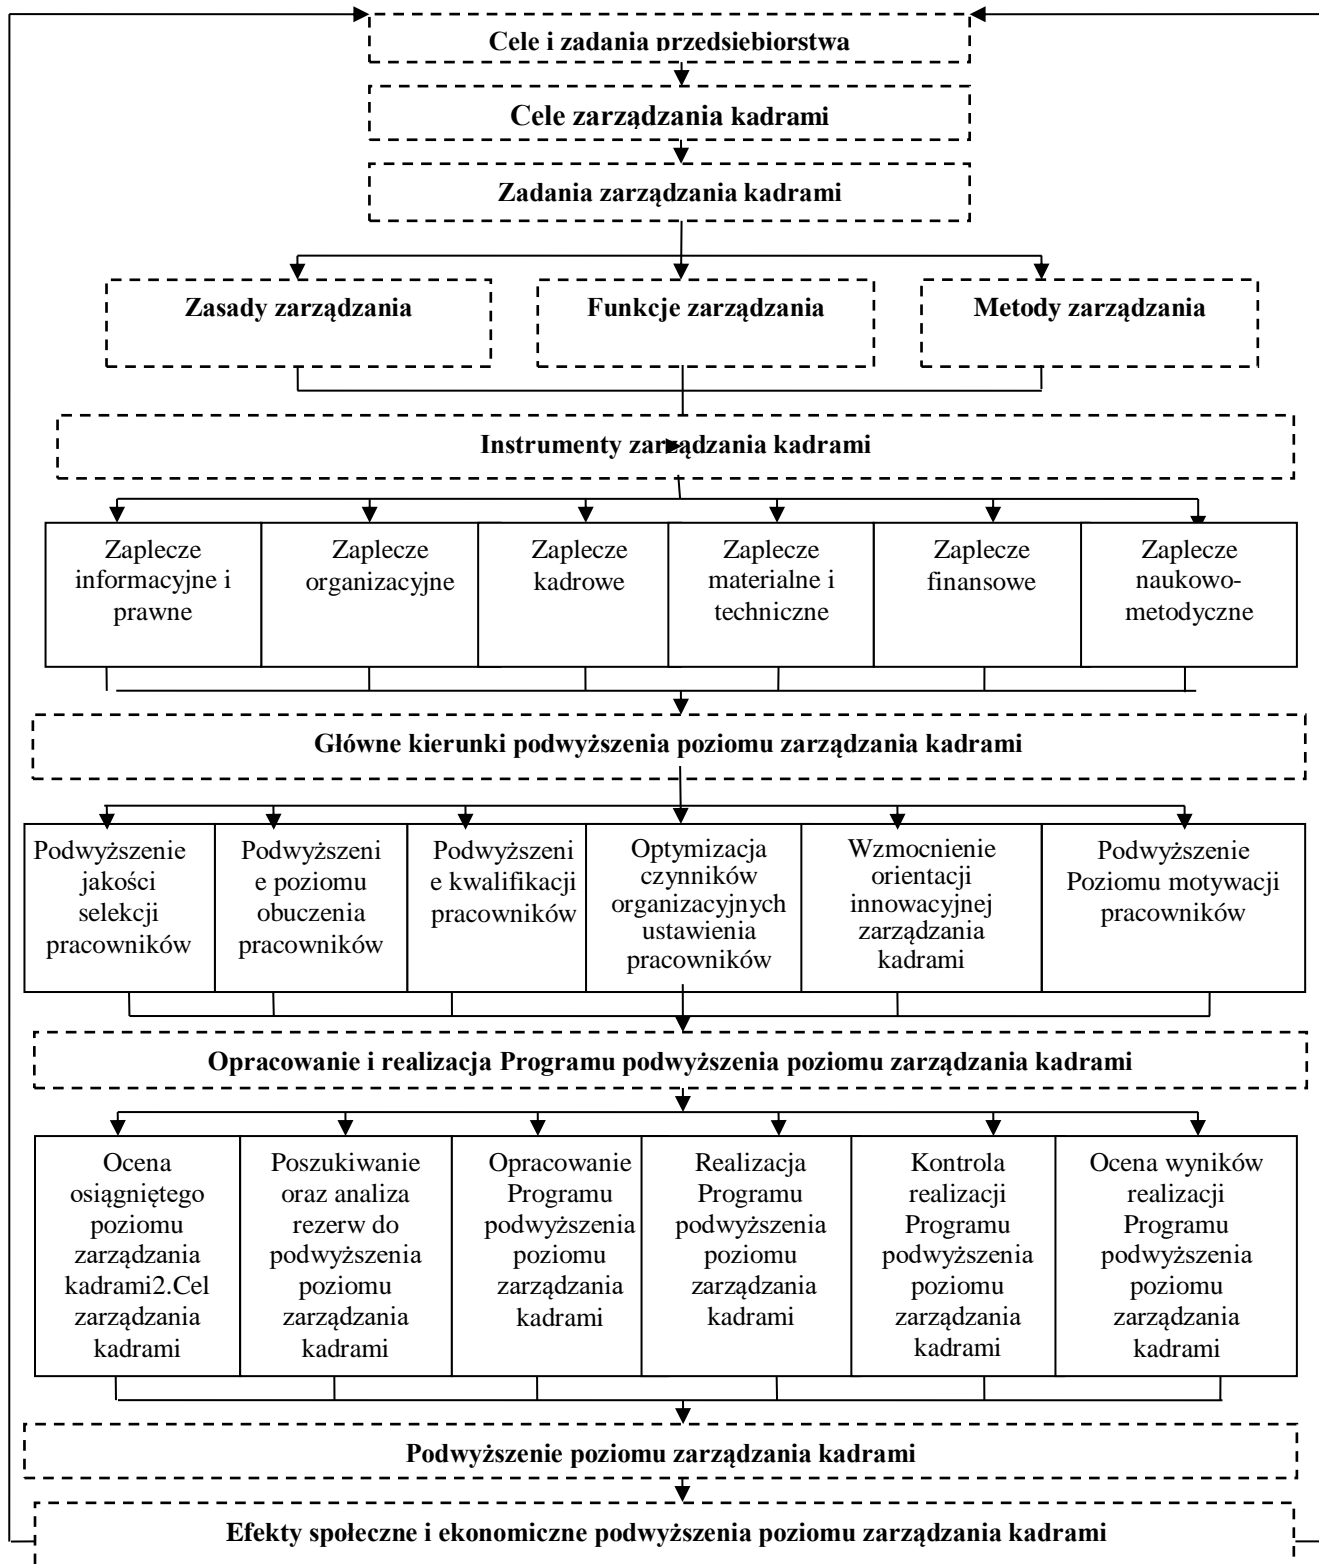 Cele i zadania przedsiebiorstwa
Cele zarządzania kadrami
Zadania zarządzania kadrami
Zasady zarządzania
Funkcje zarządzania
Metody zarządzania
Instrumenty zarządzania kadrami
Zaplecze
informacyjne i
prawne
Zaplecze
organizacyjne
Zaplecze
kadrowe
Zaplecze
materialne i
techniczne
Zaplecze
finansowe
Zaplecze
naukowo-
metodyczne
Główne kierunki podwyższenia poziomu zarządzania kadrami
Podwyższenie
jakości
selekcji
pracowników
Podwyższeni
e poziomu
obuczenia
pracowników
Podwyższeni
e kwalifikacji
pracowników
Optymizacja
czynników
organizacyjnych
ustawienia
pracowników
Wzmocnienie
orientacji
innowacyjnej
zarządzania
kadrami
Podwyższenie
Poziomu motywacji
pracowników
Opracowanie i realizacja Programu podwyższenia poziomu zarządzania kadrami
Ocena
osiągniętego
poziomu
zarządzania
kadrami2.Cel
zarządzania
kadrami
Poszukiwanie
oraz analiza
rezerw do
podwyższenia
poziomu
zarządzania
kadrami
Opracowanie
Programu
podwyższenia
poziomu
zarządzania
kadrami
Realizacja
Programu
podwyższenia
poziomu
zarządzania
kadrami
Kontrola
realizacji
Programu
podwyższenia
poziomu
zarządzania
kadrami
Ocena wyników
realizacji
Programu
podwyższenia
poziomu
zarządzania
kadrami
Podwyższenie poziomu zarządzania kadrami
Efekty społeczne i ekonomiczne podwyższenia poziomu zarządzania kadrami